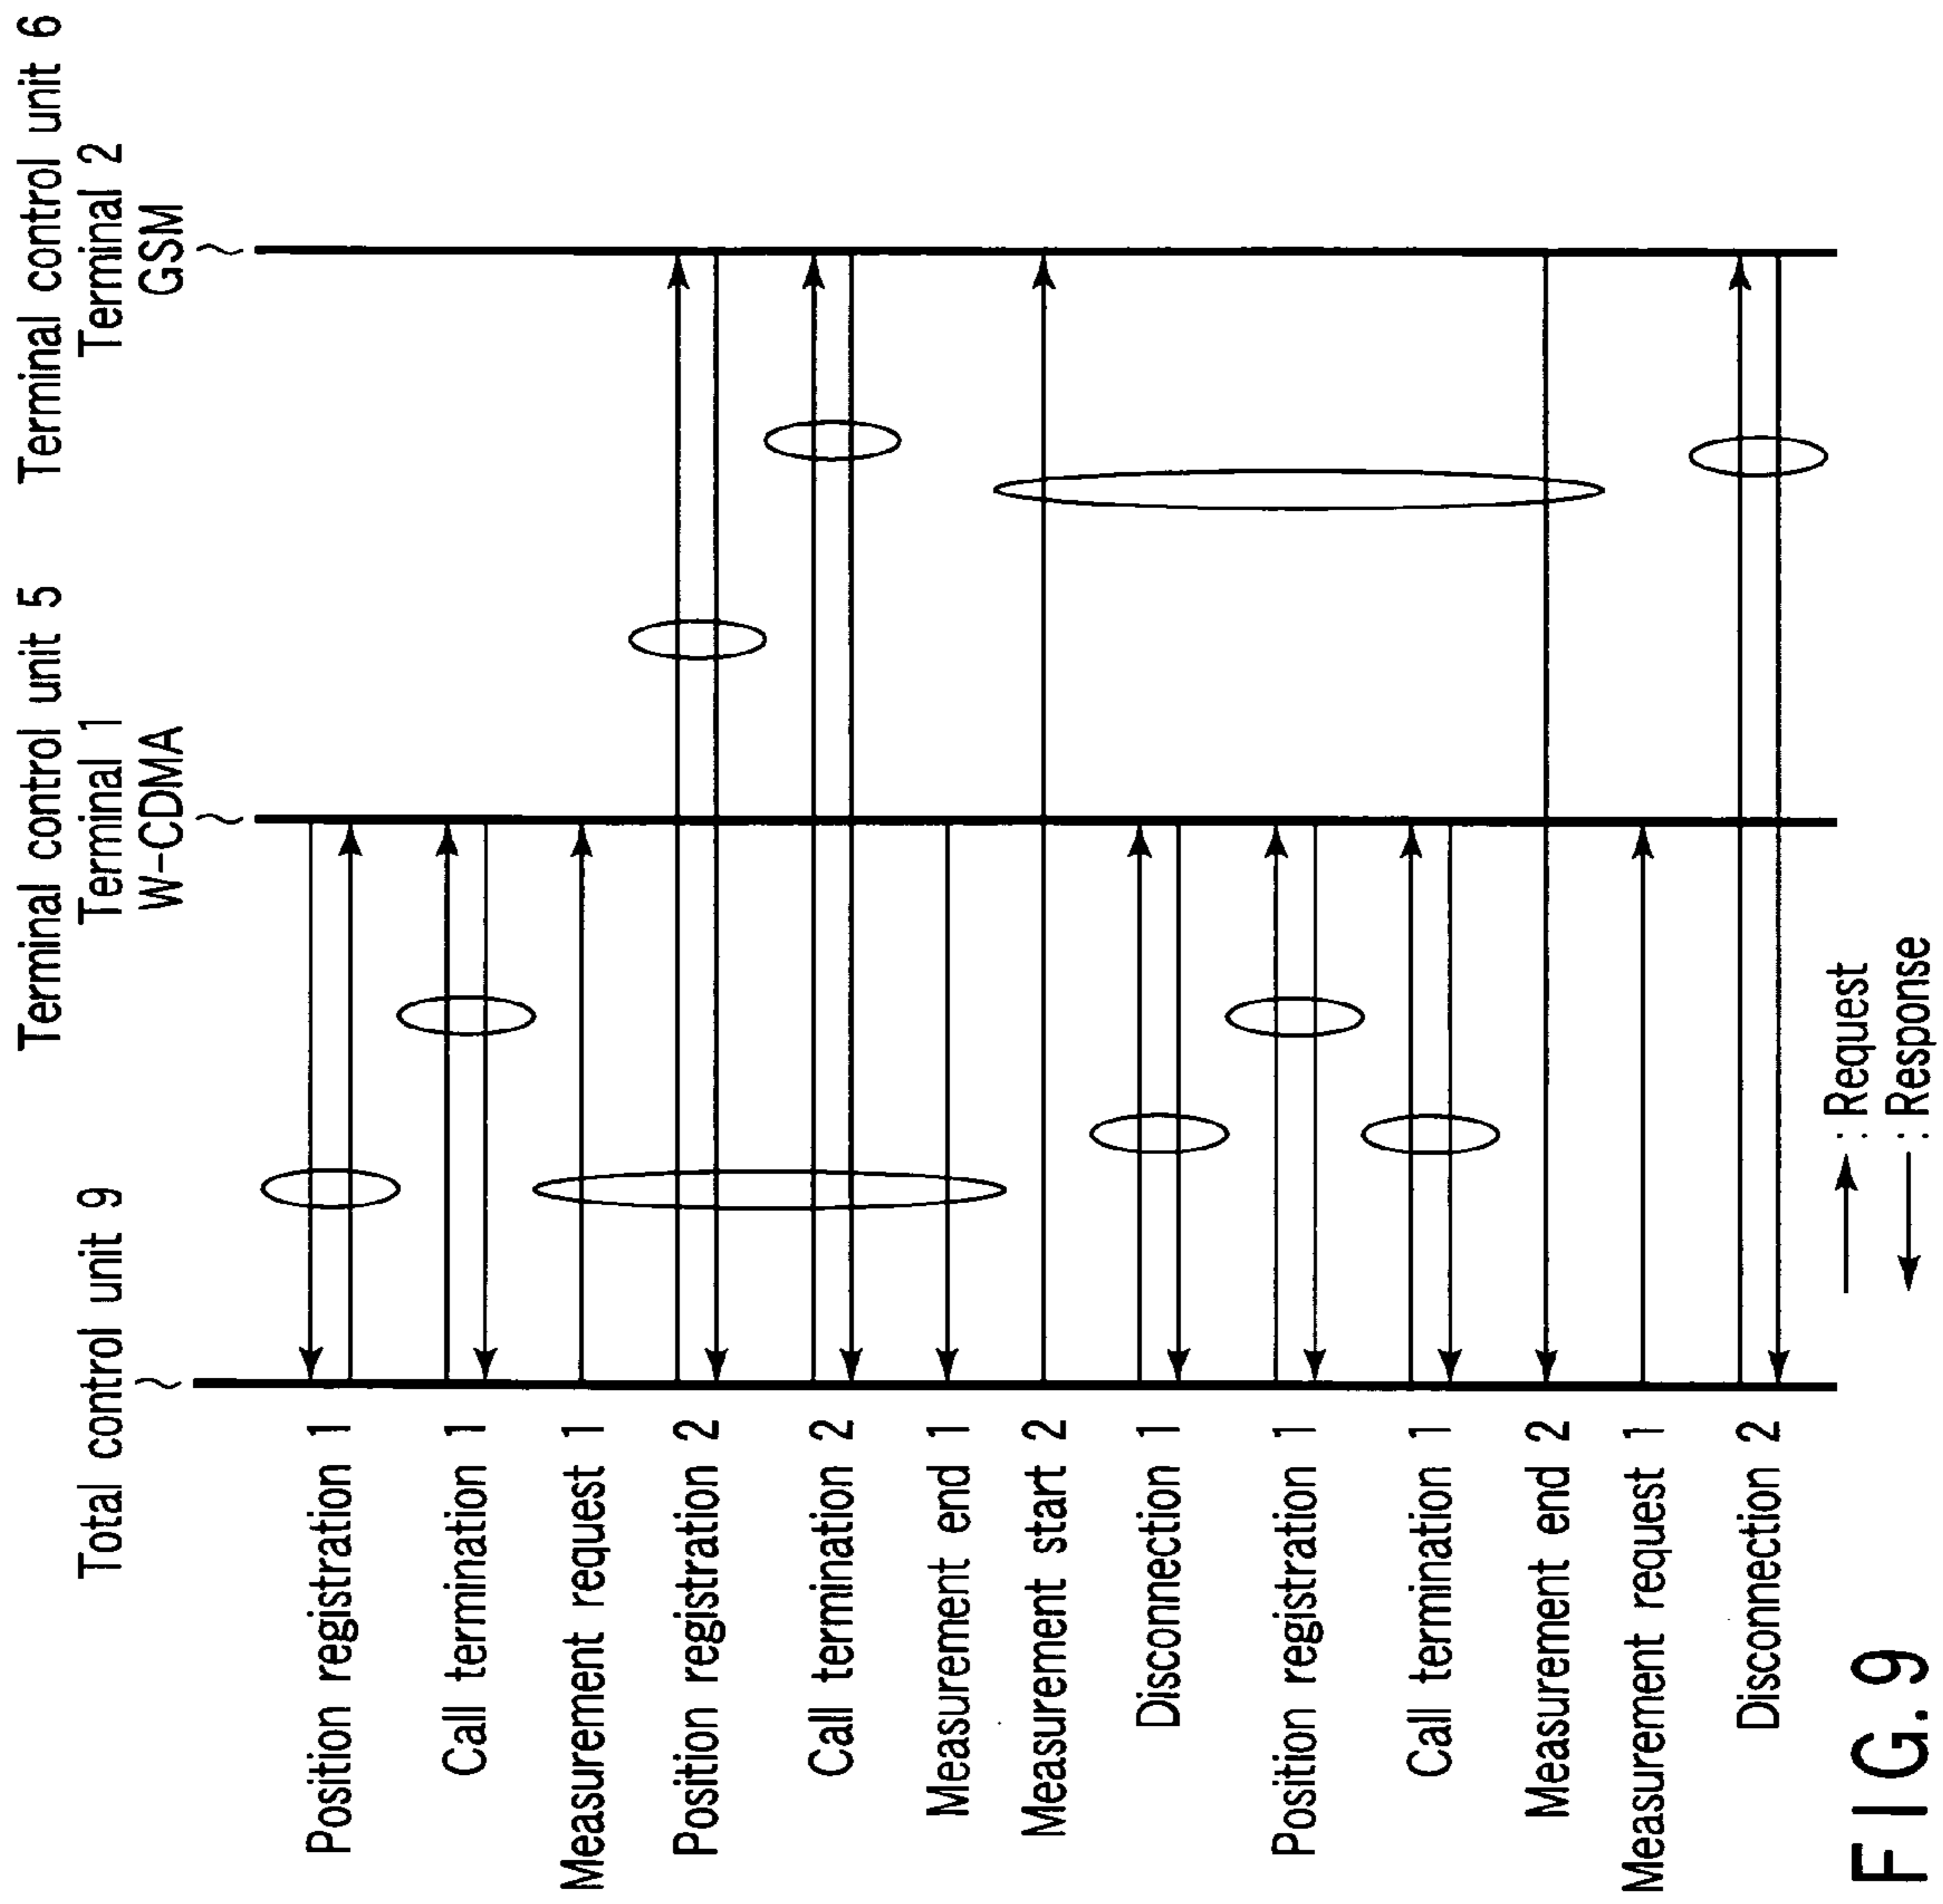 Total control unit 9
Terminal control unit 5
Terminal 1
W-CDMA
Terminal control unit 6
Terminal 2
GSM
Position registration 1
Call termination 1
Measurement request 1
Position registration 2
Call termination 2
Measurement end 1
Measurement start 2
Disconnection 1
Position registration 1
Call termination 1
Measurement end 2
Measurement request 1
Disconnection 2
: Request
: Response
FIG. 9